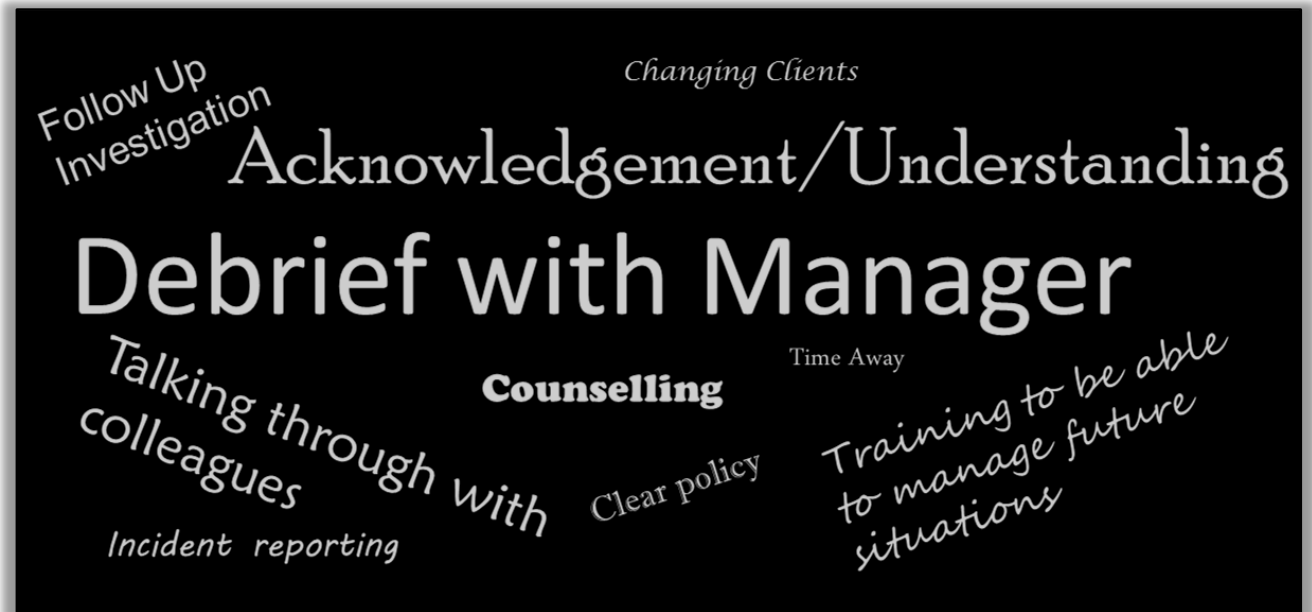 Changing Clients
Follow Up
Investigation
Acknowledgement/Understanding
Debrief with Manager
Talking through with
colleagues
Time Away
Counselling
Training to be able
to manage future
situations
Clear policy
Incident reporting